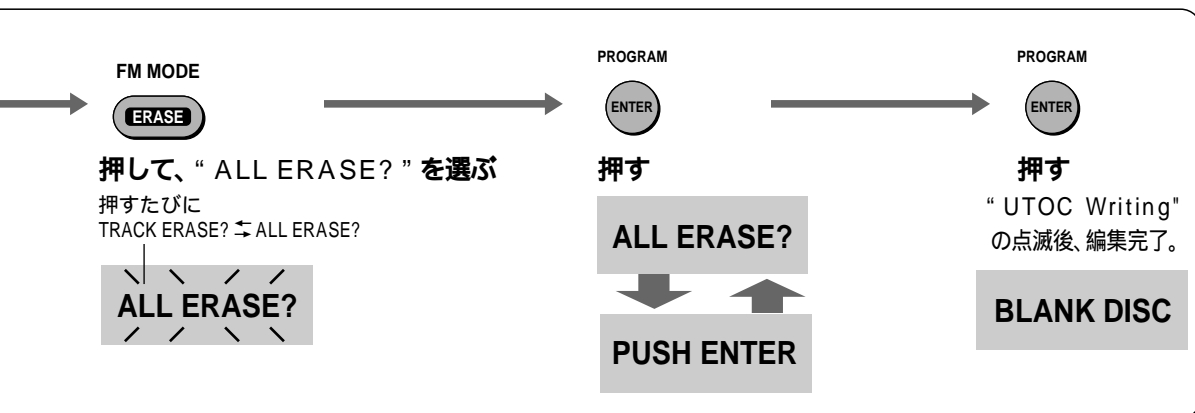 FM MODE
ERASE
押して、“ ALL ERASE? ” を選ぶ
押すたびに
TRACK ERASE? ⇆ ALL ERASE?
ALL ERASE?
PROGRAM
ENTER
押す
ALL ERASE?
PUSH ENTER
PROGRAM
ENTER
押す
“ UTOC Writing"
の点滅後、編集完了。
BLANK DISC